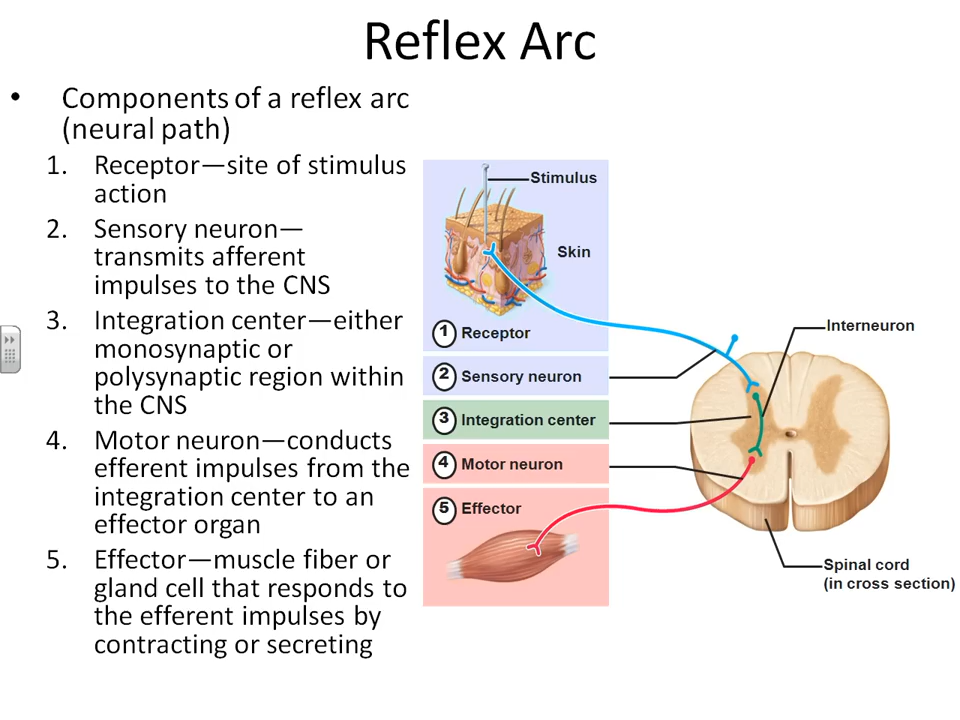 Reflex Arc
• Components of a reflex arc
(neural path)
1. Receptor—site of stimulus
action
2. Sensory neuron—
transmits afferent
impulses to the CNS
3. Integration center—either
monosynaptic or
polysynaptic region within
the CNS
4. Motor neuron—conducts
efferent impulses from the
integration center to an
effector organ
5. Effector—muscle fiber or
gland cell that responds to
the efferent impulses by
contracting or secreting
Stimulus
Skin
1 Receptor
2 Sensory neuron
3 Integration center
4 Motor neuron
5 Effector
Interneuron
Spinal cord
(in cross section)